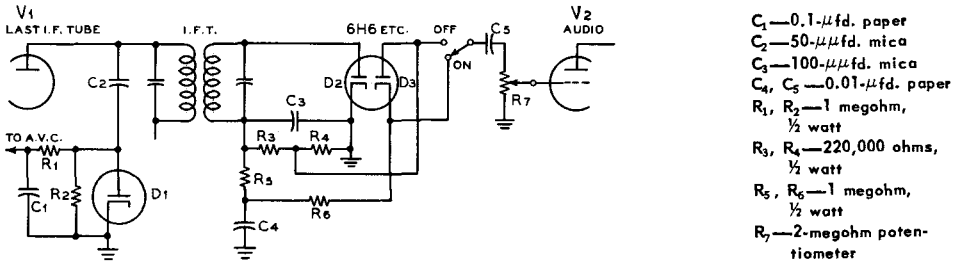 V1
LAST I.F. TUBE
I.F.T.
6H6 ETC.
OFF
ON
C5
V2
AUDIO
C2
D2
D3
R7
C3
TO A.V.C.
R1
R3
R4
R2
D1
R5
C1
R6
C4
C1—0.1-μfd. paper
C2—50-μμfd. mica
C3—100-μμfd. mica
C4, C5—0.01-μfd. paper
R1, R2—1 megohm,
½ watt
R3, R4—220,000 ohms,
½ watt
R5, R6—1 megohm,
½ watt
R7—2-megohm poten-
tiometer